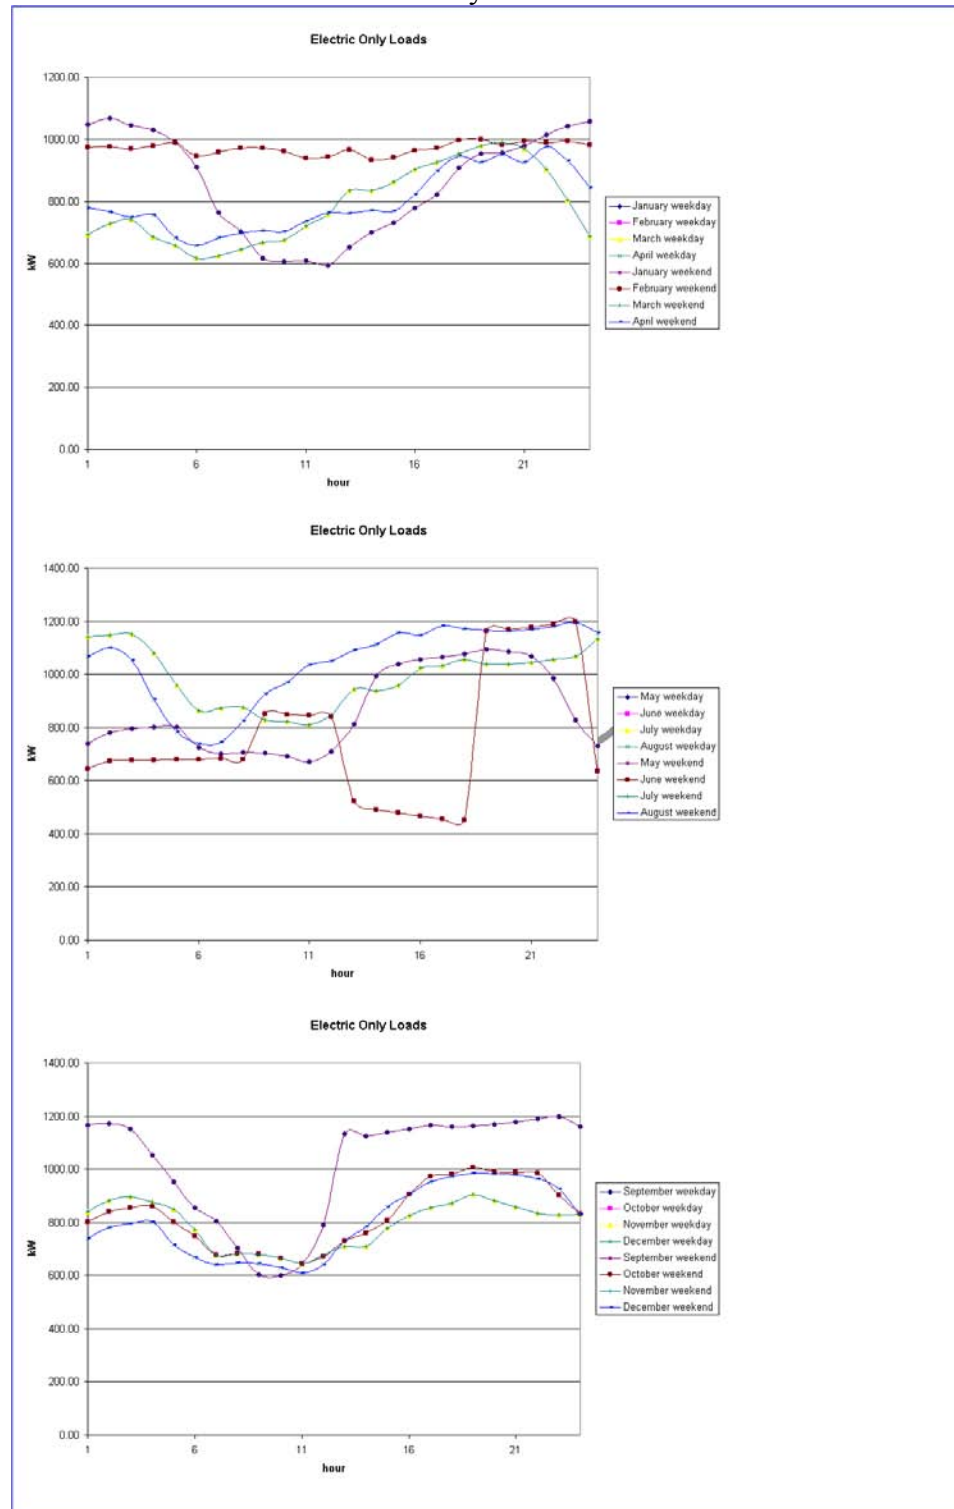 y
Electric Only Loads
1200.00
1000.00
800.00
600.00
400.00
200.00
0.00
kW
1 6 11 16 21
hour
January weekday
February weekday
March weekday
April weekday
January weekend
February weekend
March weekend
April weekend
Electric Only Loads
1400.00
1200.00
1000.00
800.00
600.00
400.00
200.00
0.00
kW
1 6 11 16 21
hour
May weekday
June weekday
July weekday
August weekday
May weekend
June weekend
July weekend
August weekend
Electric Only Loads
1400.00
1200.00
1000.00
800.00
600.00
400.00
200.00
0.00
kW
1 6 11 16 21
hour
September weekday
October weekday
November weekday
December weekday
September weekend
October weekend
November weekend
December weekend